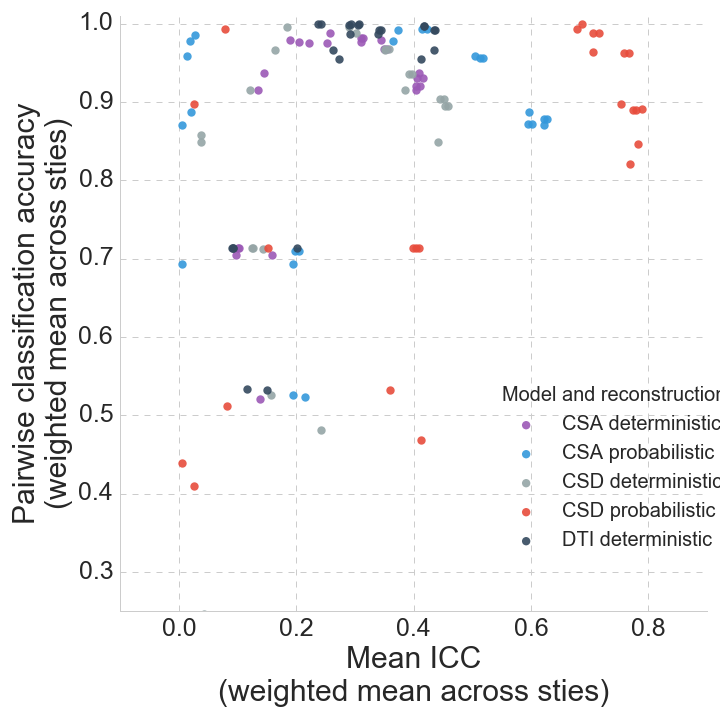 Pairwise classification accuracy
(weighted mean across sties)
1.0
0.9
0.8
0.7
0.6
0.5
0.4
0.3
Model and reconstruction
CSA deterministic
CSA probabilistic
CSD deterministic
CSD probabilistic
DTI deterministic
0.0 0.2 0.4 0.6 0.8
Mean ICC
(weighted mean across sties)